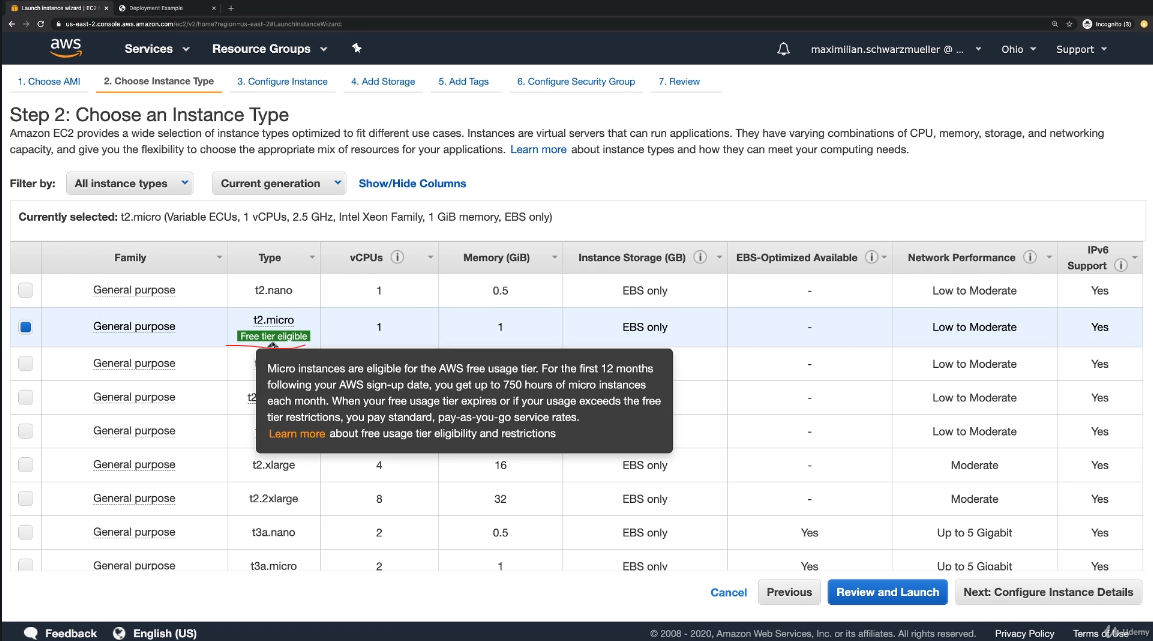 Launch instance wizard | EC2
Deployment Example
us-east-2.console.aws.amazon.com/ec2/v2/home?region=us-east-2#LaunchInstanceWizard:
Incognito (3)
aws
Services
Resource Groups
maximilian.schwarzmueller @ ...
Ohio
Support
1. Choose AMI
2. Choose Instance Type
3. Configure Instance
4. Add Storage
5. Add Tags
6. Configure Security Group
7. Review
Step 2: Choose an Instance Type
Amazon EC2 provides a wide selection of instance types optimized to fit different use cases. Instances are virtual servers that can run applications. They have varying combinations of CPU, memory, storage, and networking
capacity, and give you the flexibility to choose the appropriate mix of resources for your applications. Learn more about instance types and how they can meet your computing needs.
Filter by: All instance types Current generation Show/Hide Columns
Currently selected: t2.micro (Variable ECUs, 1 vCPUs, 2.5 GHz, Intel Xeon Family, 1 GiB memory, EBS only)
Family Type vCPUs Memory (GiB) Instance Storage (GB) EBS-Optimized Available Network Performance IPv6 Support
General purpose t2.nano 1 0.5 EBS only - Low to Moderate Yes
General purpose t2.micro 1 1 EBS only - Low to Moderate Yes
Free tier eligible
Micro instances are eligible for the AWS free usage tier. For the first 12 months
following your AWS sign-up date, you get up to 750 hours of micro instances
each month. When your free usage tier expires or if your usage exceeds the free
tier restrictions, you pay standard, pay-as-you-go service rates.
Learn more about free usage tier eligibility and restrictions
General purpose - Low to Moderate Yes
General purpose - Low to Moderate Yes
General purpose - Low to Moderate Yes
General purpose t2.xlarge 4 16 EBS only - Moderate Yes
General purpose t2.2xlarge 8 32 EBS only - Moderate Yes
General purpose t3a.nano 2 0.5 EBS only Yes Up to 5 Gigabit Yes
General purpose t3a.micro 2 1 EBS only Yes Up to 5 Gigabit Yes
Cancel
Previous
Review and Launch
Next: Configure Instance Details
Feedback
English (US)
© 2008 - 2020, Amazon Web Services, Inc. or its affiliates. All rights reserved.
Privacy Policy
Terms of Use
Udemy